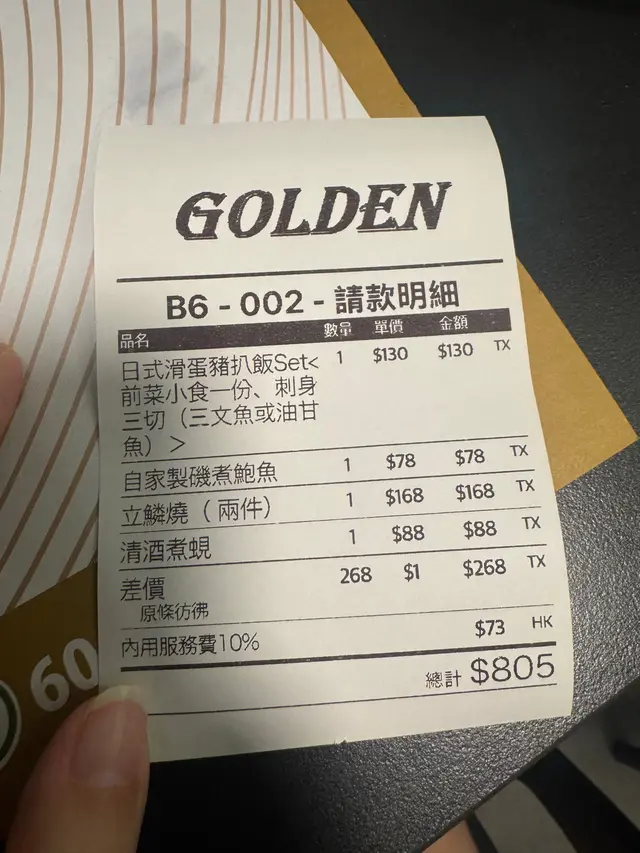 GOLDEN
B6 - 002 - 請款明細
品名 數量 單價 金額
日式滑蛋豬扒飯Set< 1 $130 $130 TX
前菜小食一份、刺身
三切（三文魚或油甘
魚）>
自家製磯煮鮑魚 1 $78 $78 TX
立鱗燒（兩件） 1 $168 $168 TX
清酒煮蜆 1 $88 $88 TX
差價 268 $1 $268 TX
原條彷彿
內用服務費10% $73 HK
總計 $805
60